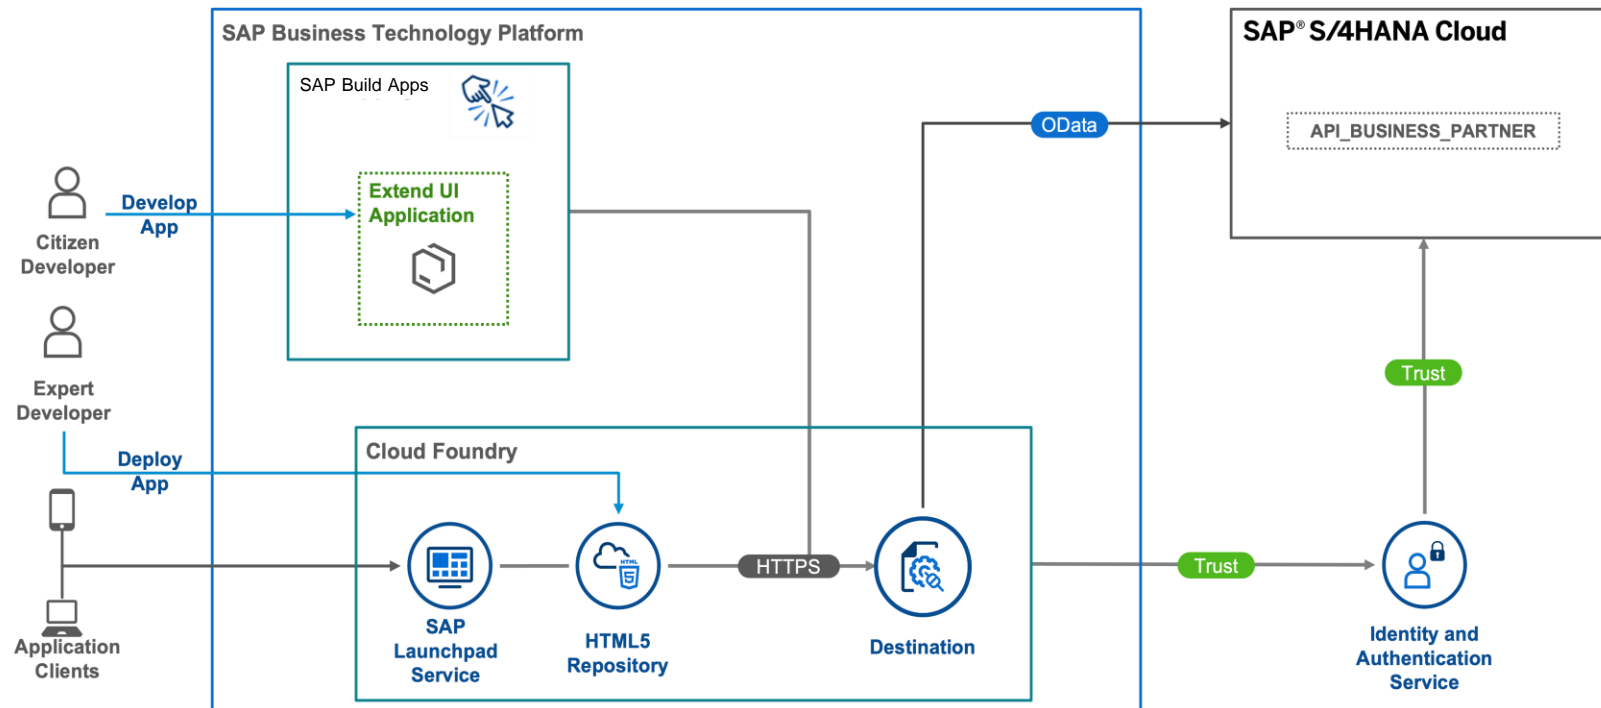 SAP Business Technology Platform
SAP® S/4HANA Cloud
SAP Build Apps
OData
API_BUSINESS_PARTNER
Extend UI
Application
Develop
App
Citizen
Developer
Trust
Expert
Developer
Cloud Foundry
Deploy
App
HTTPS
Trust
HTML
5
SAP
Launchpad
Service
HTML5
Repository
Destination
Identity and
Authentication
Service
Application
Clients